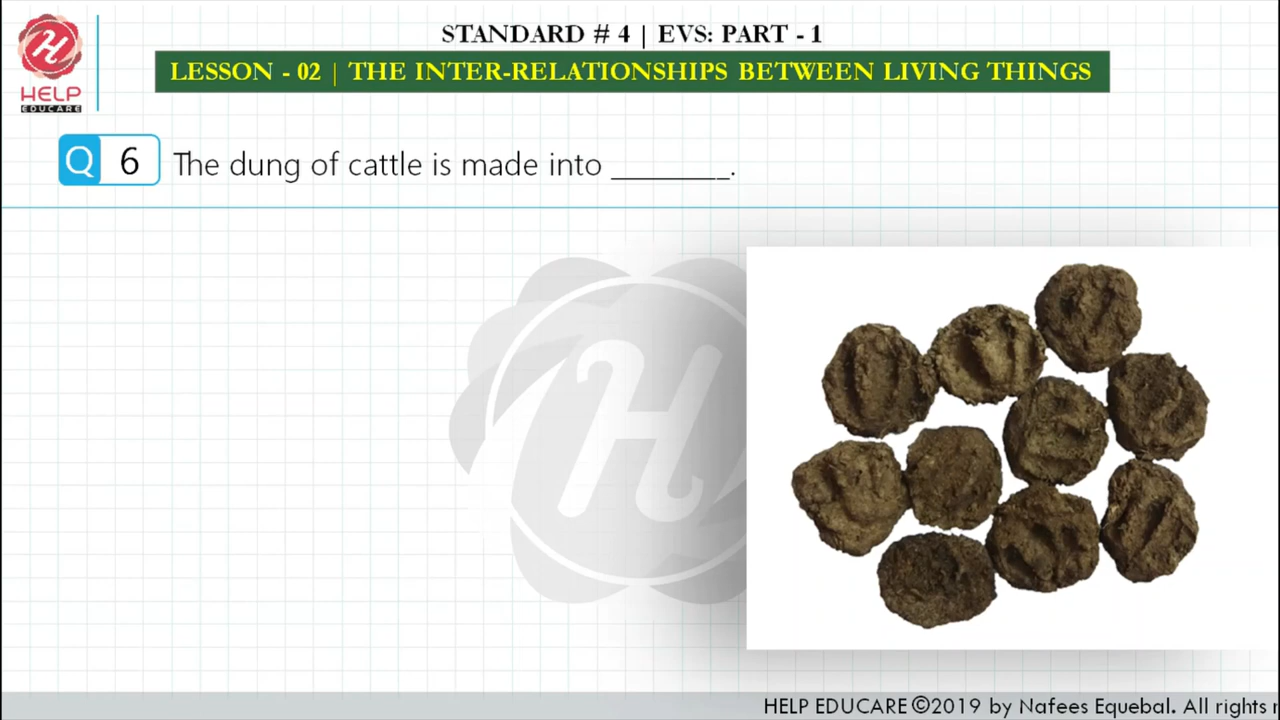 STANDARD # 4 | EVS: PART - 1
LESSON - 02 | THE INTER-RELATIONSHIPS BETWEEN LIVING THINGS
H
HELP
EDUCARE
Q 6 The dung of cattle is made into ________.
H
HELP EDUCARE ©2019 by Nafees Equebal. All rights